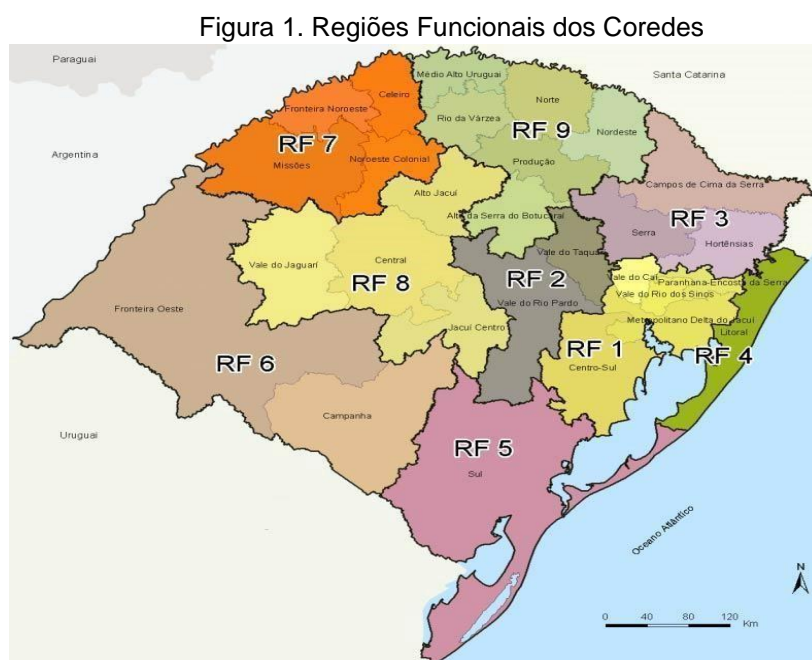 Figura 1. Regiões Funcionais dos Coredes
Paraguai
Santa Catarina
Médio Alto Uruguai
Norte
Celeiro
Fronteira Noroeste
Rio da Várzea
RF 9
Nordeste
RF 7
Argentina
Missões
Noroeste Colonial
Produção
Alto Jacuí
Campos de Cima da Serra
Alto da Serra do Botucaraí
RF 3
Serra
Hortênsias
Vale do Taquari
Vale do Jaguarí
Central
RF 8
RF 2
Vale do Caí
Paranhana-Encosta da Serra
Vale do Rio dos Sinos
Vale do Rio Pardo
Fronteira Oeste
Jacuí Centro
Metropolitano Delta do Jacuí
Litoral
RF 1
RF 4
Centro-Sul
RF 6
Campanha
Uruguai
RF 5
Sul
Oceano Atlântico
N
0 40 80 120
Km